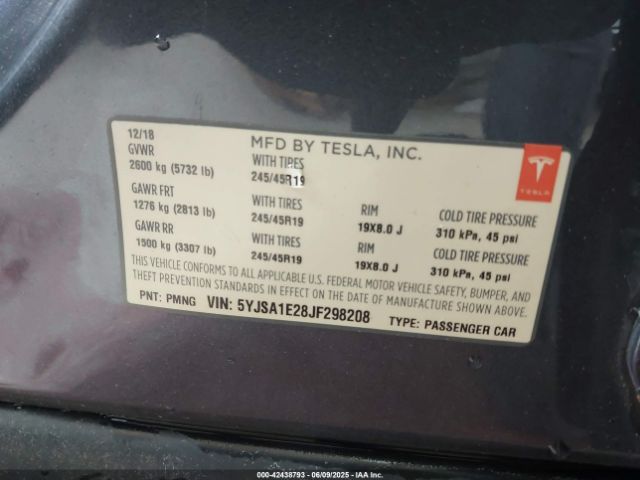 12/18
MFD BY TESLA, INC.
GVWR
2600 kg (5732 lb)
WITH TIRES
245/45R19
TESLA
GAWR FRT
1276 kg (2813 lb)
WITH TIRES
245/45R19
RIM
19X8.0 J
COLD TIRE PRESSURE
310 kPa, 45 psi
GAWR RR
1500 kg (3307 lb)
WITH TIRES
245/45R19
RIM
19X8.0 J
COLD TIRE PRESSURE
310 kPa, 45 psi
THIS VEHICLE CONFORMS TO ALL APPLICABLE U.S. FEDERAL MOTOR VEHICLE SAFETY, BUMPER, AND
THEFT PREVENTION STANDARDS IN EFFECT ON THE DATE OF MANUFACTURE SHOWN ABOVE.
PNT: PMNG VIN: 5YJSA1E28JF298208 TYPE: PASSENGER CAR
000-42438793 - 06/09/2025 - IAA Inc.